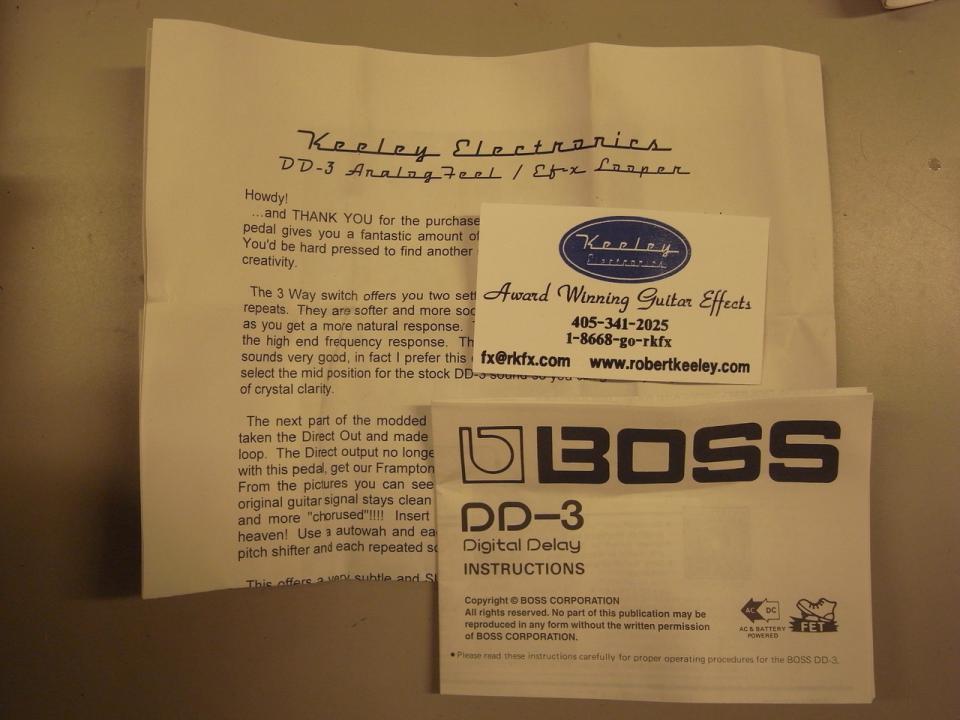 Keeley Electronics
DD-3 AnalogFeel / Ef-x Looper
Howdy!
...and THANK YOU for the purchase
pedal gives you a fantastic amount of
You'd be hard pressed to find another
creativity.
The 3 Way switch offers you two
repeats. They are softer and more
as you get a more natural response.
the high end frequency response.
sounds very good, in fact I prefer this
select the mid position for the stock DD-3 sound so you
of crystal clarity.
The next part of the modded
taken the Direct Out and made
loop. The Direct output no
with this pedal, get our Frampton
From the pictures you can see
original guitar signal stays clean
and more "chorused"!!!! Insert
heaven! Use a autowah and
pitch shifter and each repeated
This offers a very subtle and
Keeley
Electronics
Award Winning Guitar Effects
405-341-2025
1-8668-go-rkfx
fx@rkfx.com www.robertkeeley.com
BOSS
DD-3
Digital Delay
INSTRUCTIONS
Copyright © BOSS CORPORATION
All rights reserved. No part of this publication may be
reproduced in any form without the written permission
of BOSS CORPORATION.
AC DC
AC & BATTERY
POWERED
FET
• Please read these instructions carefully for proper operating procedures for the BOSS DD-3.